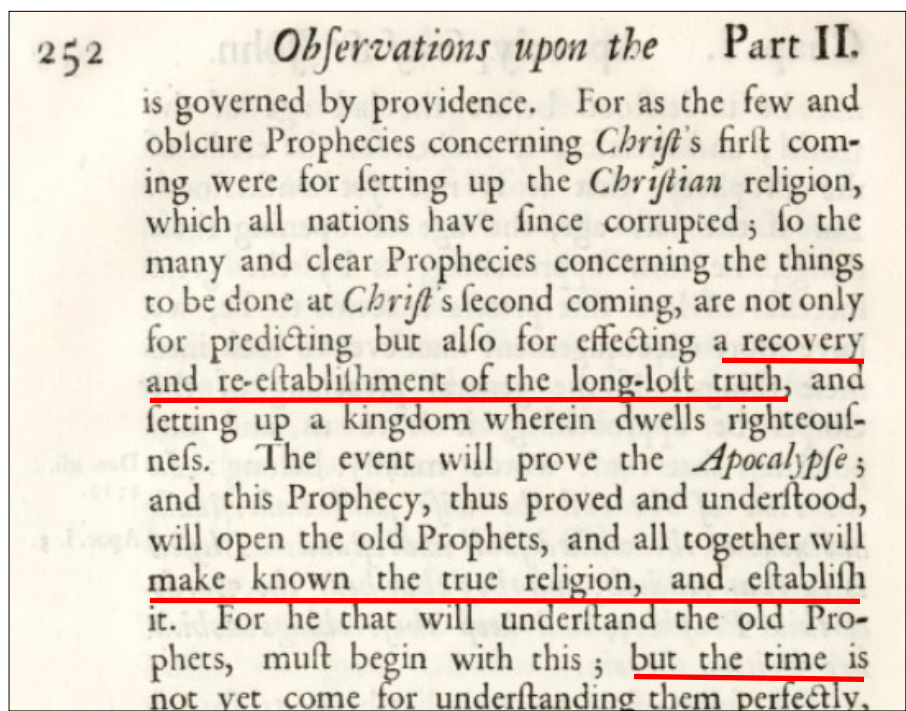 252 Obſervations upon the Part II.
is governed by providence. For as the few and
obſcure Prophecies concerning Chriſt's firſt com-
ing were for ſetting up the Chriſtian religion,
which all nations have ſince corrupted; ſo the
many and clear Prophecies concerning the things
to be done at Chriſt's ſecond coming, are not only
for predicting but alſo for effecting a recovery
and re-eſtabliſhment of the long-loſt truth, and
ſetting up a kingdom wherein dwells righteouſ-
neſs. The event will prove the Apocalypſe;
and this Prophecy, thus proved and underſtood,
will open the old Prophets, and all together will
make known the true religion, and eſtabliſh
it. For he that will underſtand the old Pro-
phets, muſt begin with this; but the time is
not yet come for underſtanding them perfectly,